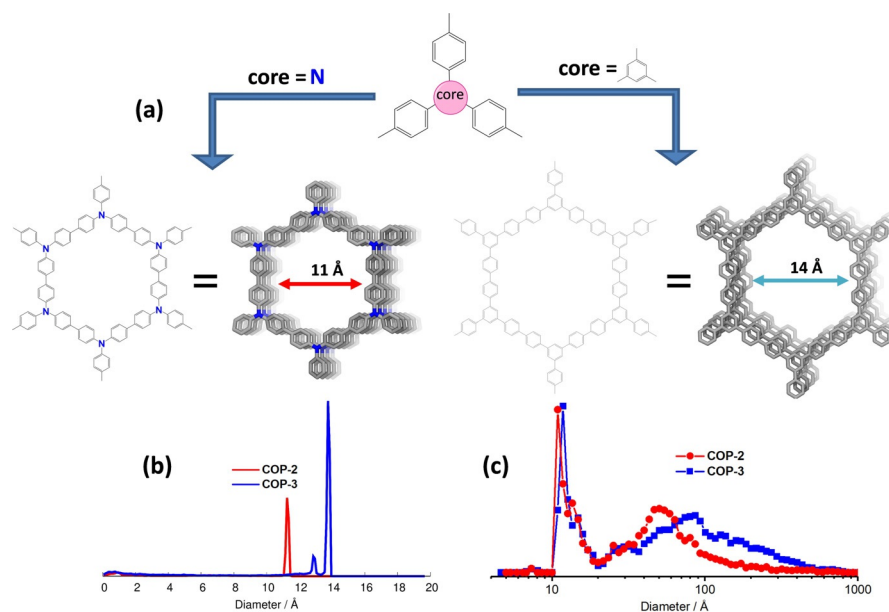 core = N
core =
core
(a)
N
N
N
N
N
N
=
11 Å
=
14 Å
(b)
COP-2
COP-3
0 2 4 6 8 10 12 14 16 18 20
Diameter / Å
(c)
COP-2
COP-3
10 100 1000
Diameter / Å